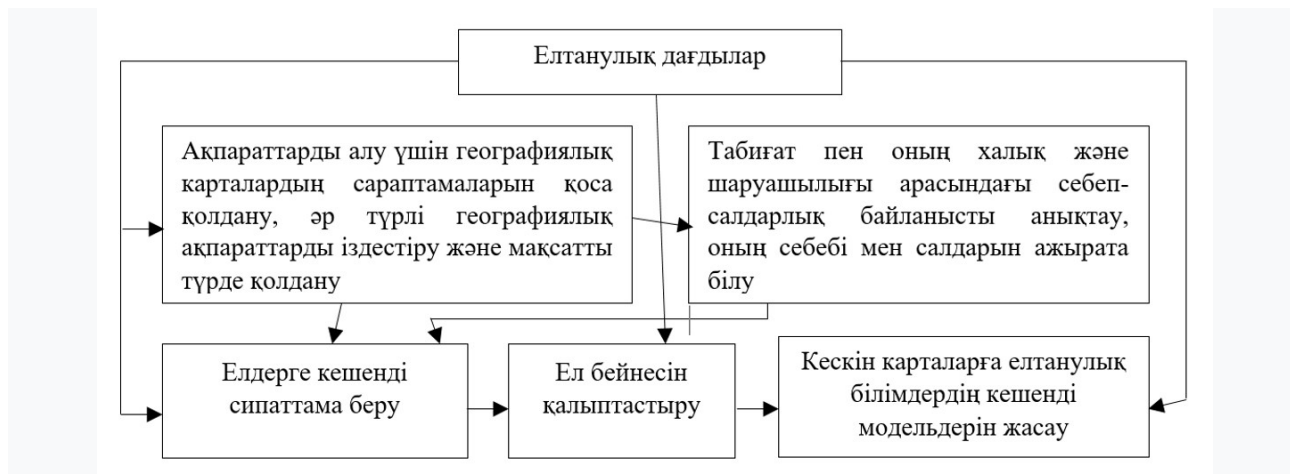 Елтанулық дағдылар
Ақпараттарды алу үшін географиялық
карталардың сараптамаларын қоса
қолдану, әр түрлі географиялық
ақпараттарды іздестіру және мақсатты
түрде қолдану
Табиғат пен оның халық және
шаруашылығы арасындағы себеп-
салдарлық байланысты анықтау,
оның себебі мен салдарын ажырата
білу
Елдерге кешенді
сипаттама беру
Ел бейнесін
қалыптастыру
Кескін карталарға елтанулық
білімдердің кешенді
модельдерін жасау